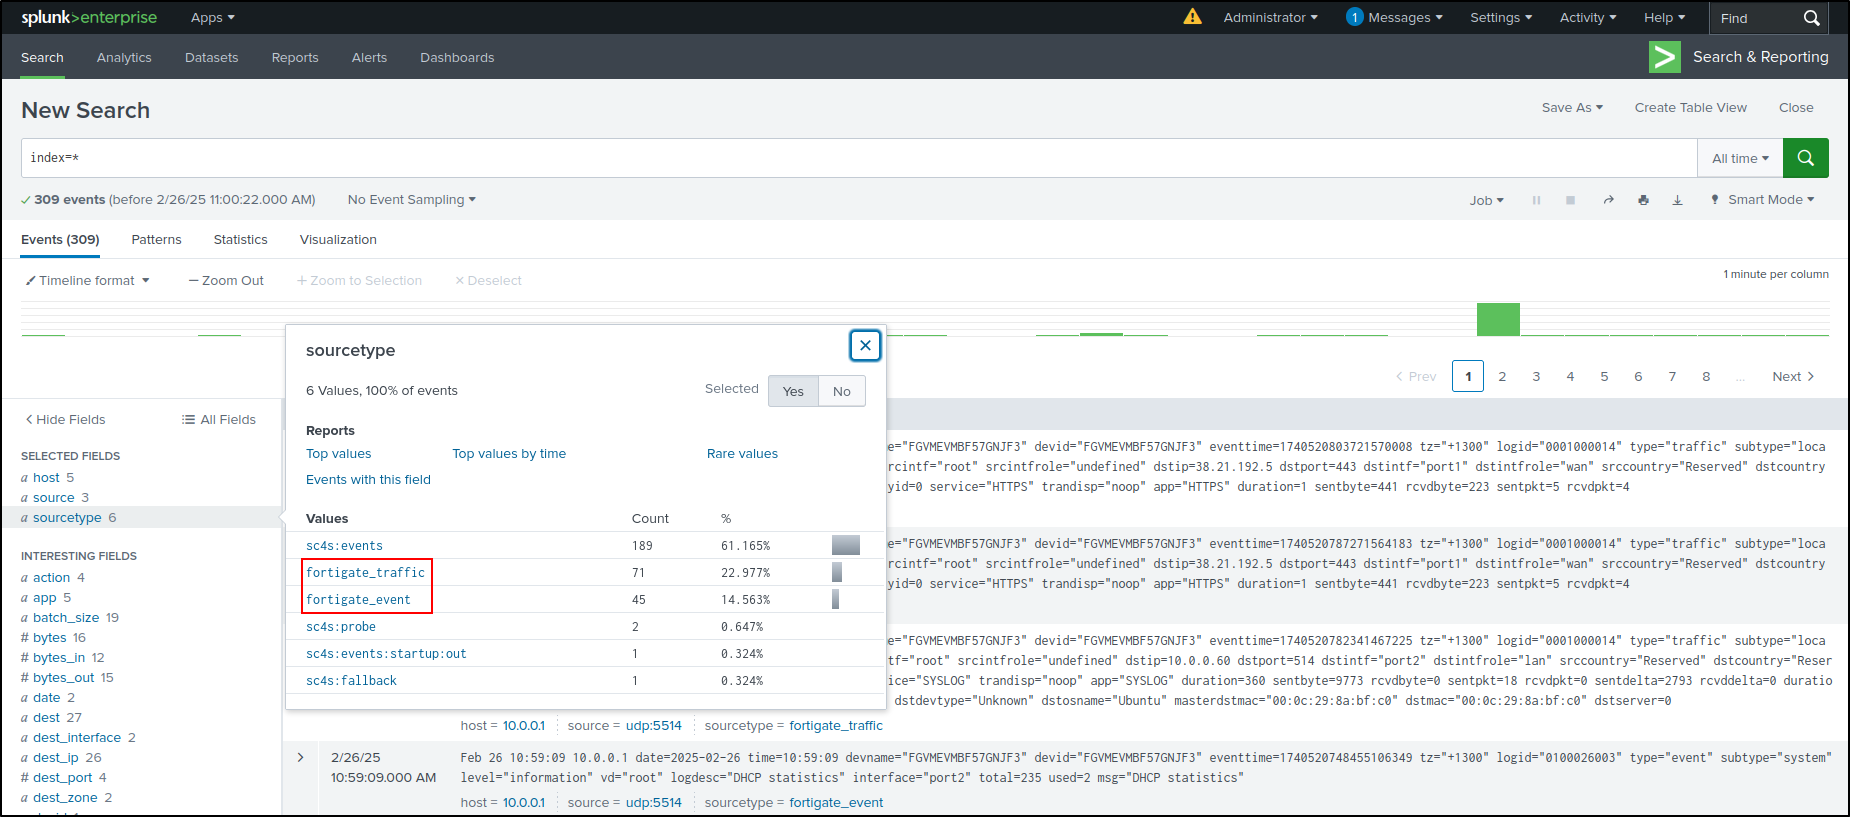 splunk>enterprise Apps Administrator 1 Messages Settings Activity Help Find
Search Analytics Datasets Reports Alerts Dashboards > Search & Reporting
New Search Save As Create Table View Close
index=* All time
309 events (before 2/26/25 11:00:22.000 AM) No Event Sampling Job Smart Mode
Events (309) Patterns Statistics Visualization
Timeline format Zoom Out + Zoom to Selection × Deselect 1 minute per column
sourcetype
6 Values, 100% of events Selected Yes No
Reports
Top values Top values by time Rare values
Events with this field
Values Count %
sc4s:events 189 61.165%
fortigate_traffic 71 22.977%
fortigate_event 45 14.563%
sc4s:probe 2 0.647%
sc4s:events:startup:out 1 0.324%
sc4s:fallback 1 0.324%
< Prev 1 2 3 4 5 6 7 8 ... Next >
< Hide Fields All Fields
SELECTED FIELDS
a host 5
a source 3
a sourcetype 6
INTERESTING FIELDS
a action 4
a app 5
a batch_size 19
# bytes 16
# bytes_in 12
# bytes_out 15
a date 2
a dest 27
a dest_interface 2
a dest_ip 26
# dest_port 4
a dest_zone 2
e="FGVMEVMBF57GNJF3" devid="FGVMEVMBF57GNJF3" eventtime=1740520803721570008 tz="+1300" logid="0001000014" type="traffic" subtype="loca
rcintf="root" srcintfrole="undefined" dstip=38.21.192.5 dstport=443 dstintf="port1" dstintfrole="wan" srccountry="Reserved" dstcountry
yid=0 service="HTTPS" trandisp="noop" app="HTTPS" duration=1 sentbyte=441 rcvdbyte=223 sentpkt=5 rcvdpkt=4
e="FGVMEVMBF57GNJF3" devid="FGVMEVMBF57GNJF3" eventtime=1740520787271564183 tz="+1300" logid="0001000014" type="traffic" subtype="loca
rcintf="root" srcintfrole="undefined" dstip=38.21.192.5 dstport=443 dstintf="port1" dstintfrole="wan" srccountry="Reserved" dstcountry
yid=0 service="HTTPS" trandisp="noop" app="HTTPS" duration=1 sentbyte=441 rcvdbyte=223 sentpkt=5 rcvdpkt=4
e="FGVMEVMBF57GNJF3" devid="FGVMEVMBF57GNJF3" eventtime=1740520782341467225 tz="+1300" logid="0001000014" type="traffic" subtype="loca
tf="root" srcintfrole="undefined" dstip=10.0.0.60 dstport=514 dstintf="port2" dstintfrole="lan" srccountry="Reserved" dstcountry="Reser
ice="SYSLOG" trandisp="noop" app="SYSLOG" duration=360 sentbyte=9773 rcvdbyte=0 sentpkt=18 rcvdpkt=0 sentdelta=2793 rcvddelta=0 duratio
dstdevtype="Unknown" dstosname="Ubuntu" masterdstmac="00:0c:29:8a:bf:c0" dstmac="00:0c:29:8a:bf:c0" dstserver=0
host = 10.0.0.1 source = udp:5514 sourcetype = fortigate_traffic
> 2/26/25 Feb 26 10:59:09 10.0.0.1 date=2025-02-26 time=10:59:09 devname="FGVMEVMBF57GNJF3" devid="FGVMEVMBF57GNJF3" eventtime=1740520748455106349 tz="+1300" logid="0100026003" type="event" subtype="system"
10:59:09.000 AM level="information" vd="root" logdesc="DHCP statistics" interface="port2" total=235 used=2 msg="DHCP statistics"
host = 10.0.0.1 source = udp:5514 sourcetype = fortigate_event